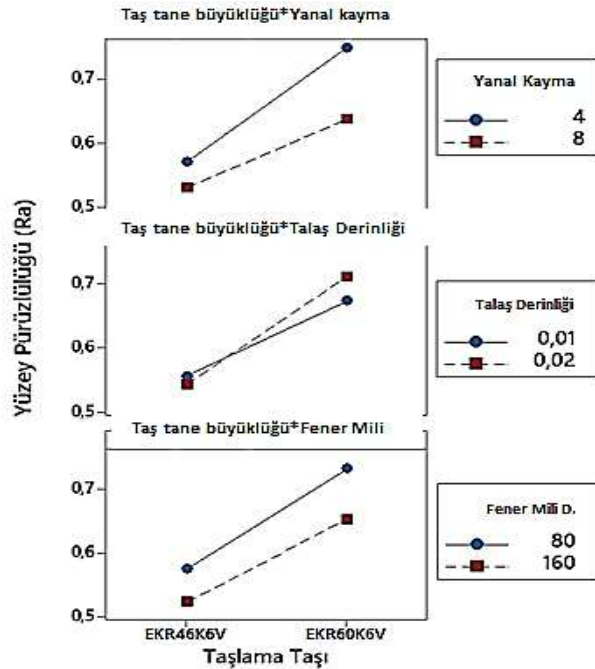 Taş tane büyüklüğü*Yanal kayma
0,7
0,6
0,5
Yanal Kayma
4
8
Taş tane büyüklüğü*Talaş Derinliği
0,7
0,6
0,5
Talaş Derinliği
0,01
0,02
Taş tane büyüklüğü*Fener Mili
0,7
0,6
0,5
Fener Mili D.
80
160
Yüzey Pürüzlülüğü (Ra)
EKR46K6V EKR60K6V
Taşlama Taşı